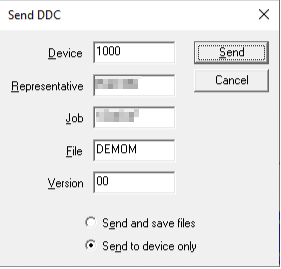 Send DDC
Device 1000 Send
Representative Cancel
Job
File DEMOM
Version 00
Send and save files
Send to device only